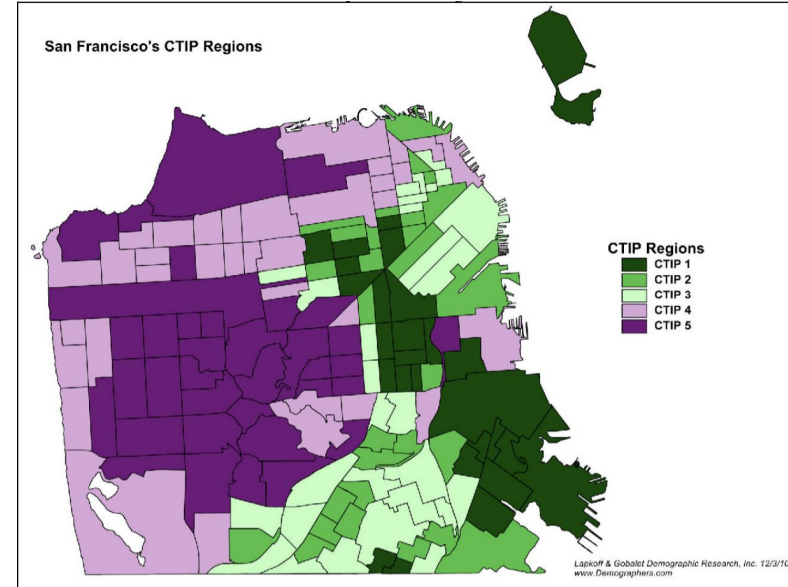 San Francisco's CTIP Regions
CTIP Regions
CTIP 1
CTIP 2
CTIP 3
CTIP 4
CTIP 5
Lapkoff & Gobalet Demographic Research, Inc. 12/3/10
www.Demographers.com